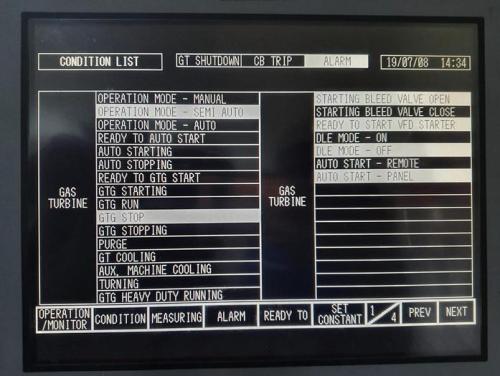 CONDITION LIST
GT SHUTDOWN CB TRIP ALARM
19/07/08 14:34
GAS TURBINE
OPERATION MODE - MANUAL
OPERATION MODE - SEMI AUTO
OPERATION MODE - AUTO
READY TO AUTO START
AUTO STARTING
AUTO STOPPING
READY TO GTG START
GTG STARTING
GTG RUN
GTG STOP
GTG STOPPING
PURGE
GT COOLING
AUX, MACHINE COOLING
TURNING
GTG HEAVY DUTY RUNNING
GAS TURBINE
STARTING BLEED VALVE OPEN
STARTING BLEED VALVE CLOSE
READY TO START VFD STARTER
DLE MODE - ON
DLE MODE - OFF
AUTO START - REMOTE
AUTO START - PANEL
OPERATION /MONITOR CONDITION MEASURING ALARM READY TO SET CONSTANT 1/4 PREV NEXT